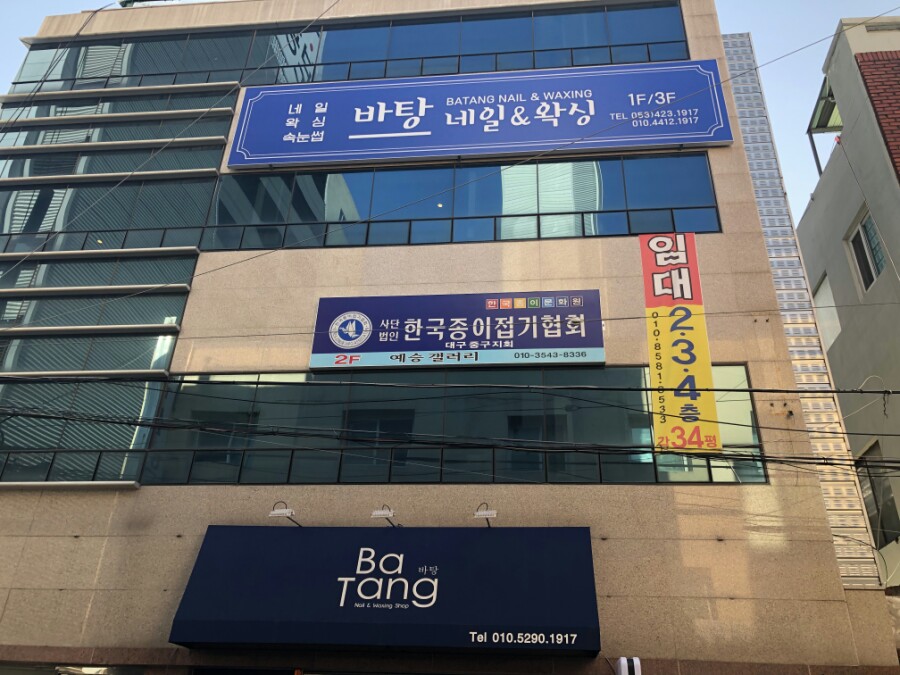 네일
왁싱
속눈썹
바탕
BATANG NAIL & WAXING
네일&왁싱
1F/3F
TEL 053)423.1917
010.4412.1917
임대
2·3·4층
각34평
010·8581·8533
한국종이문화원
사단
법인
한국종이접기협회
대구 중구지회
2F 예승 갤러리 010-3543-8336
Ba
Tang
바탕
Nail & Waxing Shop
Tel 010.5290.1917